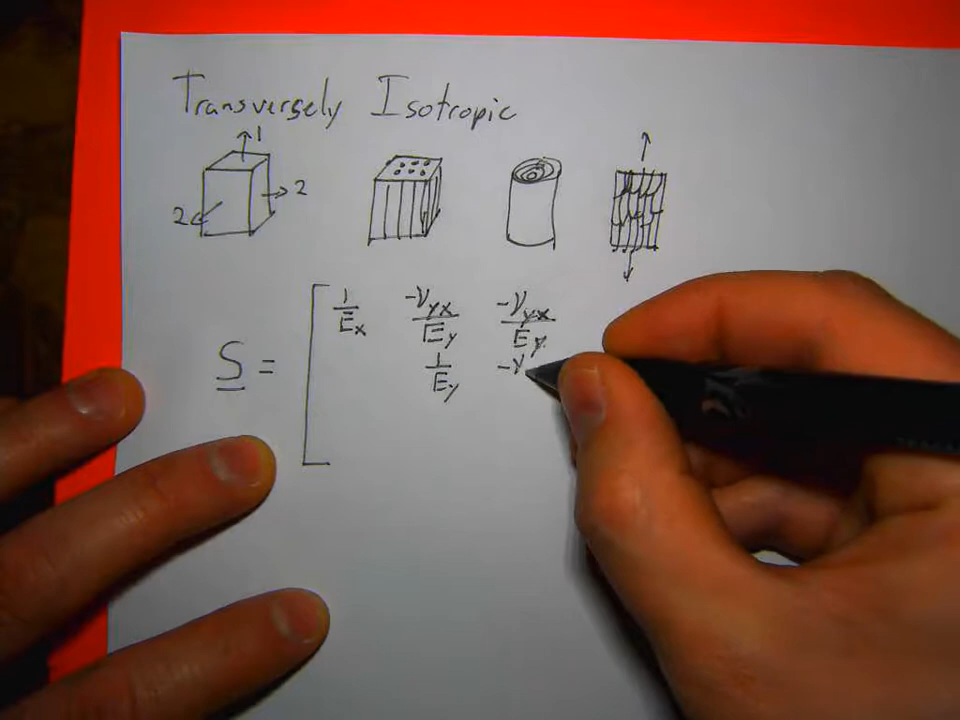 Transversely Isotropic
1
2 2
S = [ 1/Ex -νyx/Ey -νyx/Ey
1/Ey -ν